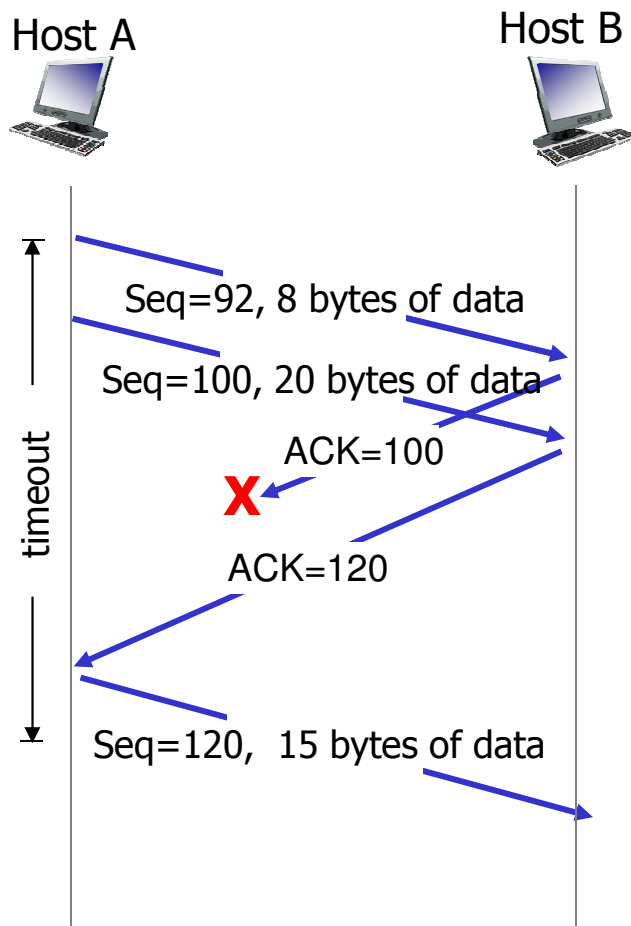 Host A
Host B
Seq=92, 8 bytes of data
Seq=100, 20 bytes of data
ACK=100
X
timeout
ACK=120
Seq=120, 15 bytes of data